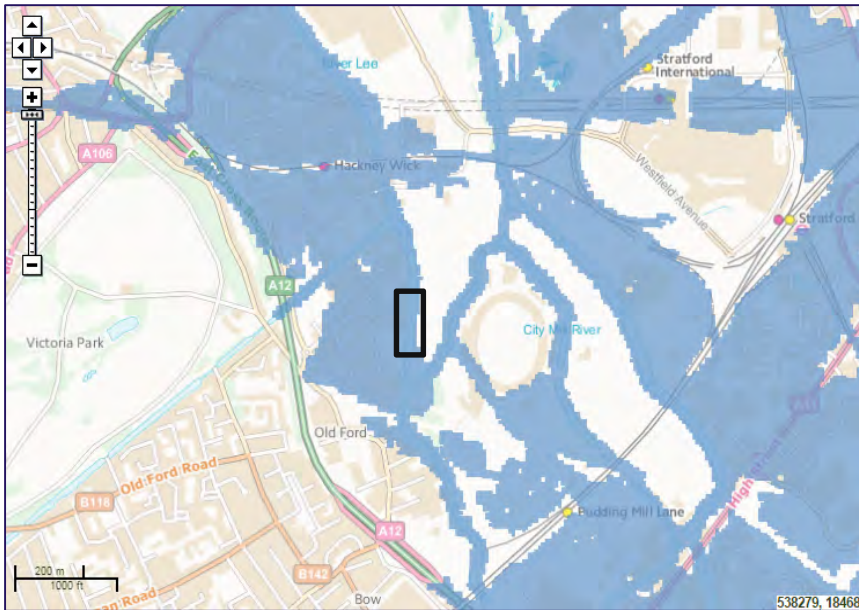 River Lee
Stratford
International
A106
Hackney Wick
Westfield Avenue
Stratford
A12
Victoria Park
City Mill River
Old Ford
Old Ford Road
B118
High Street
Pudding Mill Lane
A12
B142
Bow
200 m
1000 ft
538279, 18468